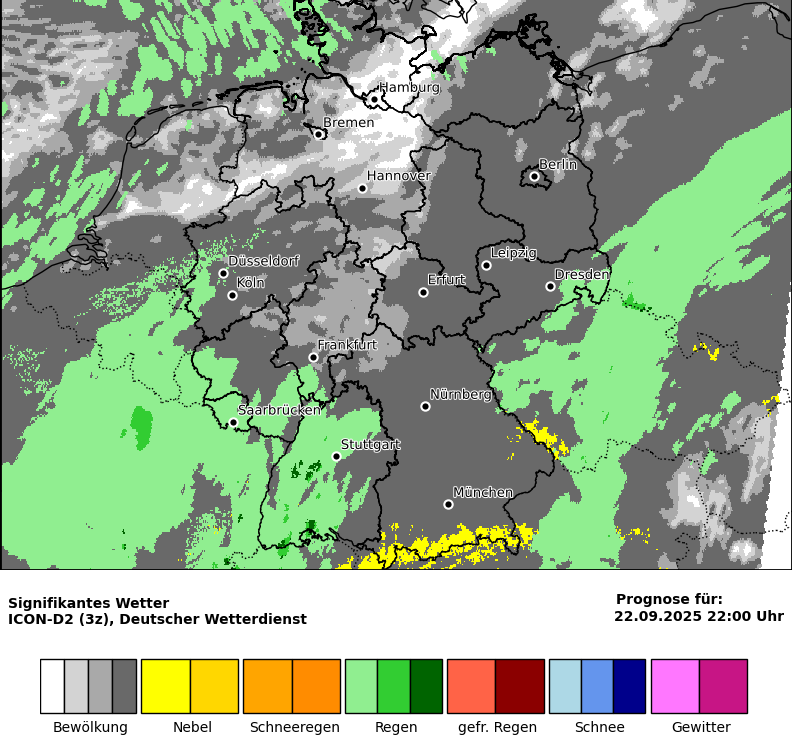 Hamburg
Bremen
Berlin
Hannover
Leipzig
Düsseldorf
Dresden
Köln
Erfurt
Frankfurt
Nürnberg
Saarbrücken
Stuttgart
München
Signifikantes Wetter
ICON-D2 (3z), Deutscher Wetterdienst
Prognose für:
22.09.2025 22:00 Uhr
Bewölkung
Nebel
Schneeregen
Regen
gefr. Regen
Schnee
Gewitter